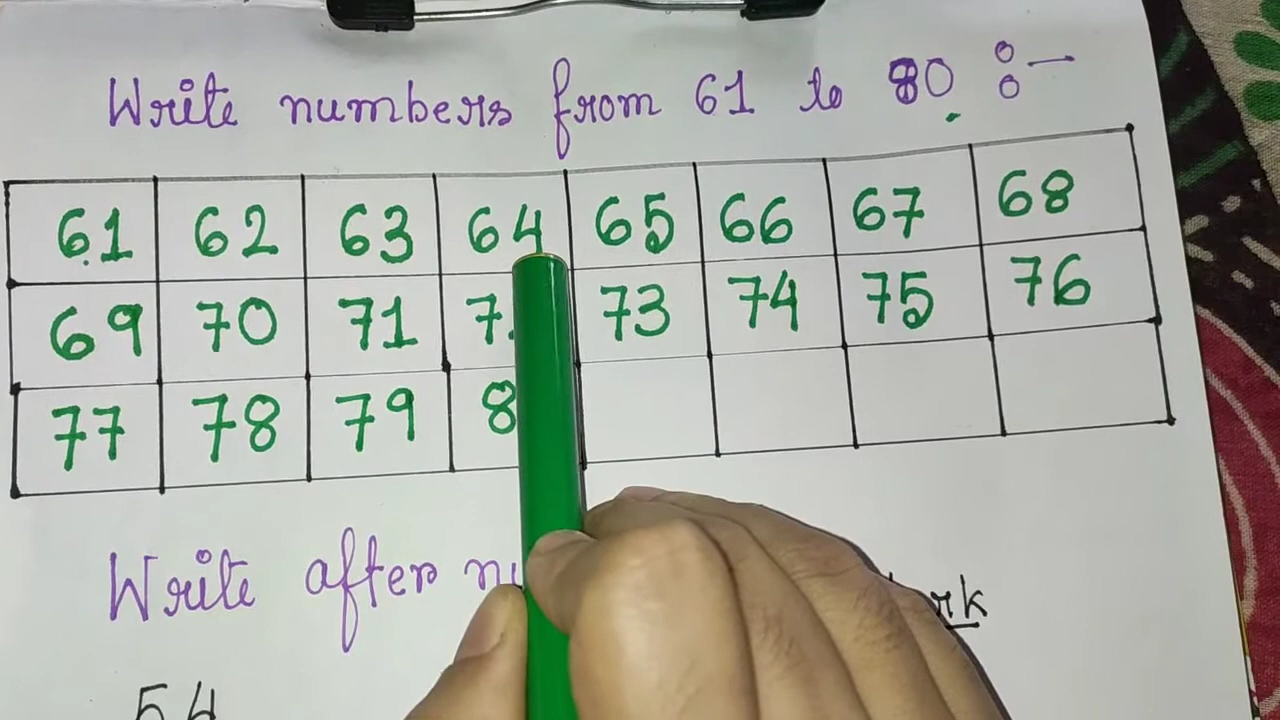 Write numbers from 61 to 80 :-
61 62 63 64 65 66 67 68
69 70 71 73 74 75 76
77 78 79
Write after
54